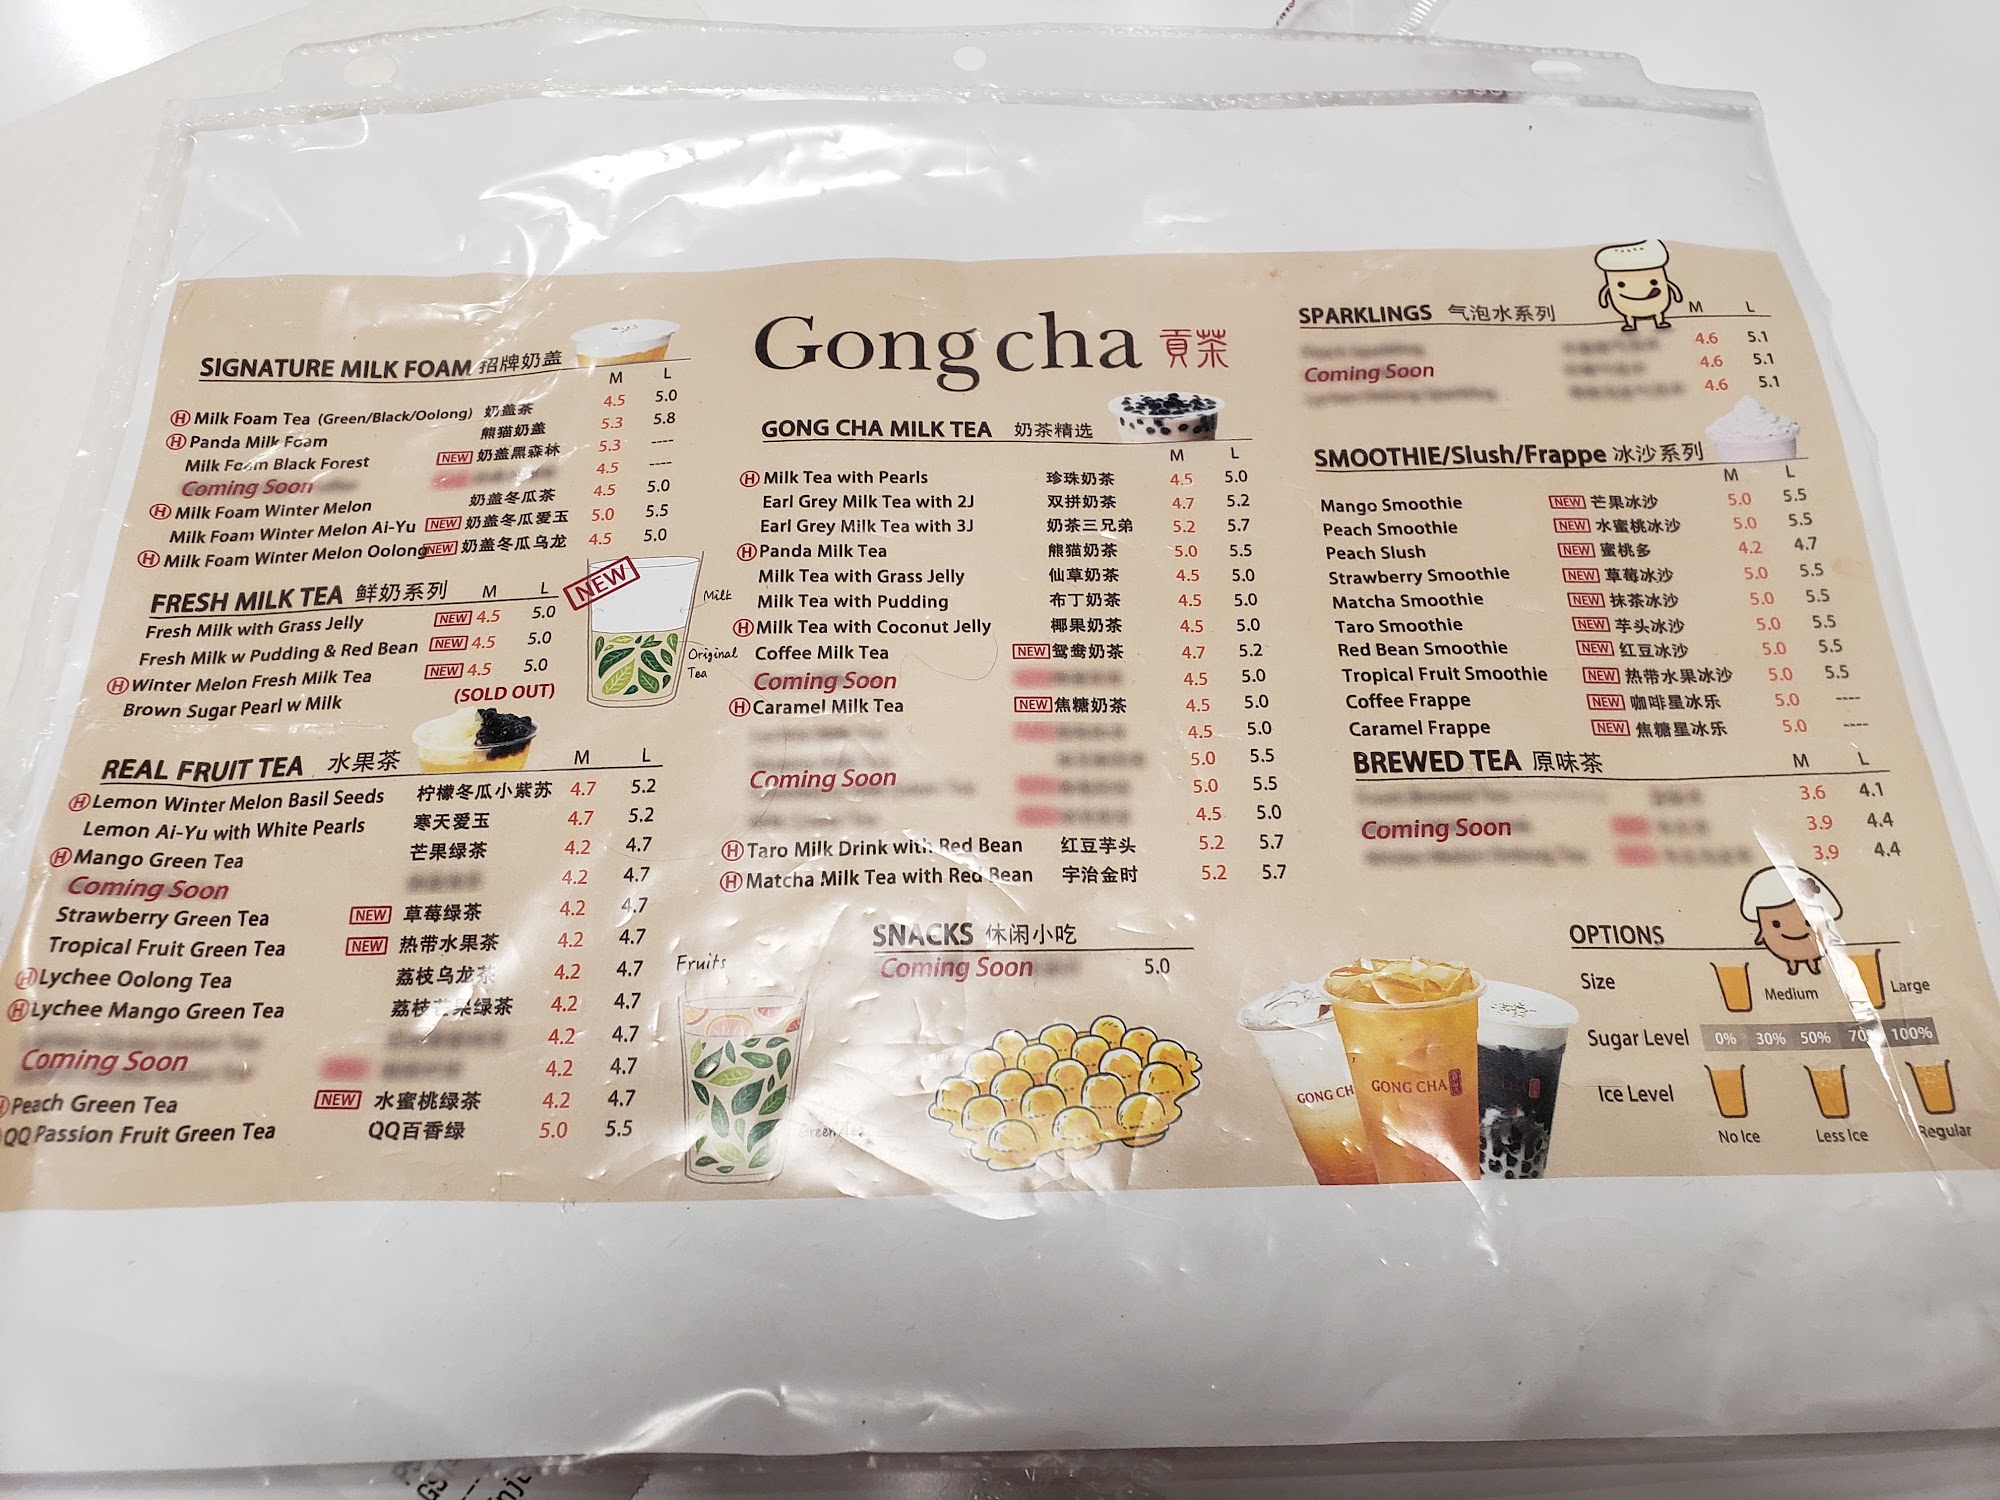 Gong cha 貢茶
SIGNATURE MILK FOAM 招牌奶盖
M L
Ⓗ Milk Foam Tea (Green/Black/Oolong) 奶盖茶 4.5 5.0
Ⓗ Panda Milk Foam 熊猫奶盖 5.3 5.8
Milk Foam Black Forest NEW 奶盖黑森林 5.3 ----
Coming Soon 4.5 ----
Ⓗ Milk Foam Winter Melon 奶盖冬瓜茶 4.5 5.0
Milk Foam Winter Melon Ai-Yu NEW 奶盖冬瓜爱玉 5.0 5.5
Ⓗ Milk Foam Winter Melon Oolong NEW 奶盖冬瓜乌龙 4.5 5.0
FRESH MILK TEA 鲜奶系列 M L
Fresh Milk with Grass Jelly NEW 4.5 5.0
Fresh Milk w Pudding & Red Bean NEW 4.5 5.0
Ⓗ Winter Melon Fresh Milk Tea NEW 4.5 5.0
Brown Sugar Pearl w Milk (SOLD OUT)
NEW
Milk
Original
Tea
REAL FRUIT TEA 水果茶 M L
Ⓗ Lemon Winter Melon Basil Seeds 柠檬冬瓜小紫苏 4.7 5.2
Lemon Ai-Yu with White Pearls 寒天爱玉 4.7 5.2
Ⓗ Mango Green Tea 芒果绿茶 4.2 4.7
Coming Soon 4.2 4.7
Strawberry Green Tea NEW 草莓绿茶 4.2 4.7
Tropical Fruit Green Tea NEW 热带水果茶 4.2 4.7
Ⓗ Lychee Oolong Tea 荔枝乌龙茶 4.2 4.7
Ⓗ Lychee Mango Green Tea 荔枝芒果绿茶 4.2 4.7
4.2 4.7
Coming Soon 4.2 4.7
Ⓗ Peach Green Tea NEW 水蜜桃绿茶 4.2 4.7
QQ Passion Fruit Green Tea QQ百香绿 5.0 5.5
Fruits
Green Tea
GONG CHA MILK TEA 奶茶精选
M L
Ⓗ Milk Tea with Pearls 珍珠奶茶 4.5 5.0
Earl Grey Milk Tea with 2J 双拼奶茶 4.7 5.2
Earl Grey Milk Tea with 3J 奶茶三兄弟 5.2 5.7
Ⓗ Panda Milk Tea 熊猫奶茶 5.0 5.5
Milk Tea with Grass Jelly 仙草奶茶 4.5 5.0
Milk Tea with Pudding 布丁奶茶 4.5 5.0
Ⓗ Milk Tea with Coconut Jelly 椰果奶茶 4.5 5.0
Coffee Milk Tea NEW 鸳鸯奶茶 4.7 5.2
Coming Soon 4.5 5.0
Ⓗ Caramel Milk Tea NEW 焦糖奶茶 4.5 5.0
4.5 5.0
5.0 5.5
Coming Soon 5.0 5.5
4.5 5.0
Ⓗ Taro Milk Drink with Red Bean 红豆芋头 5.2 5.7
Ⓗ Matcha Milk Tea with Red Bean 宇治金时 5.2 5.7
SNACKS 休闲小吃
Coming Soon 5.0
SPARKLINGS 气泡水系列 M L
4.6 5.1
Coming Soon 4.6 5.1
4.6 5.1
SMOOTHIE/Slush/Frappe 冰沙系列
M L
Mango Smoothie NEW 芒果冰沙 5.0 5.5
Peach Smoothie NEW 水蜜桃冰沙 5.0 5.5
Peach Slush NEW 蜜桃多 4.2 4.7
Strawberry Smoothie NEW 草莓冰沙 5.0 5.5
Matcha Smoothie NEW 抹茶冰沙 5.0 5.5
Taro Smoothie NEW 芋头冰沙 5.0 5.5
Red Bean Smoothie NEW 红豆冰沙 5.0 5.5
Tropical Fruit Smoothie NEW 热带水果冰沙 5.0 5.5
Coffee Frappe NEW 咖啡星冰乐 5.0 ----
Caramel Frappe NEW 焦糖星冰乐 5.0 ----
BREWED TEA 原味茶 M L
3.6 4.1
Coming Soon 3.9 4.4
3.9 4.4
OPTIONS
Size Medium Large
Sugar Level 0% 30% 50% 70% 100%
Ice Level
No Ice Less Ice Regular
GONG CH
GONG CHA